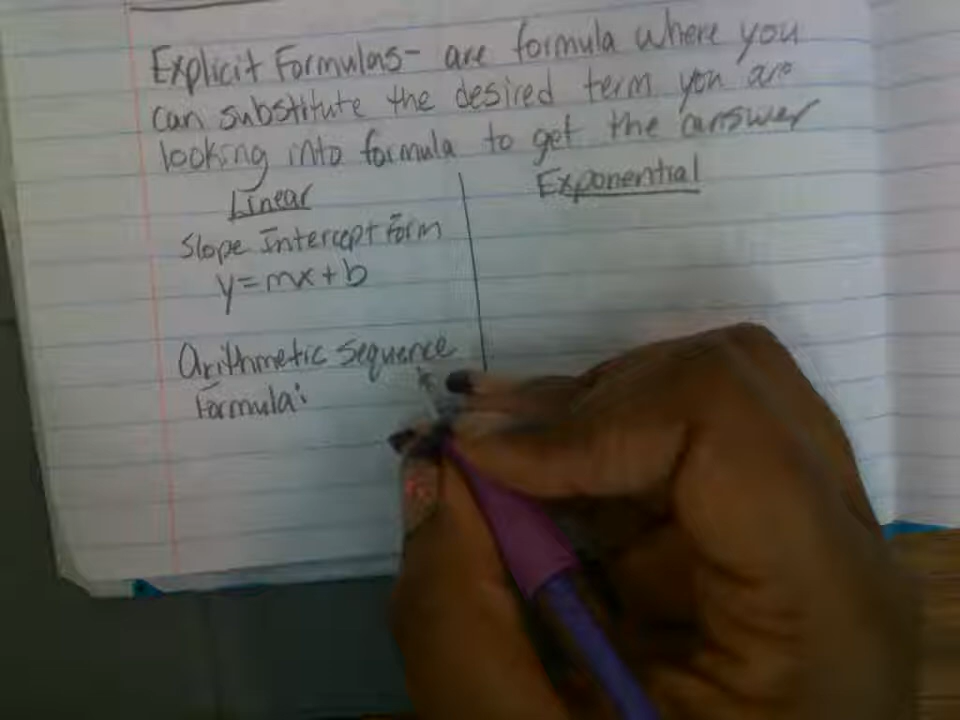 Explicit Formulas- are formula where you
can substitute the desired term you are
looking into formula to get the answer
Linear
Exponential
Slope Intercept Form
y=mx+b
Arithmetic Sequence
Formula: